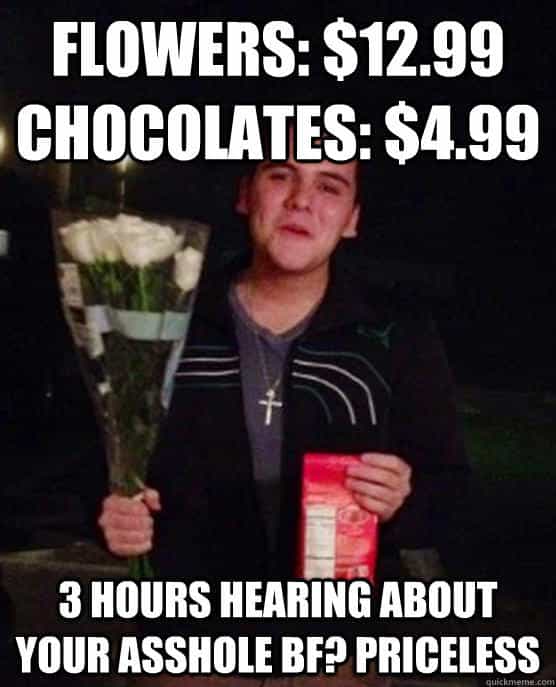 FLOWERS: $12.99
CHOCOLATES: $4.99
3 HOURS HEARING ABOUT
YOUR ASSHOLE BF? PRICELESS
quickmeme.com